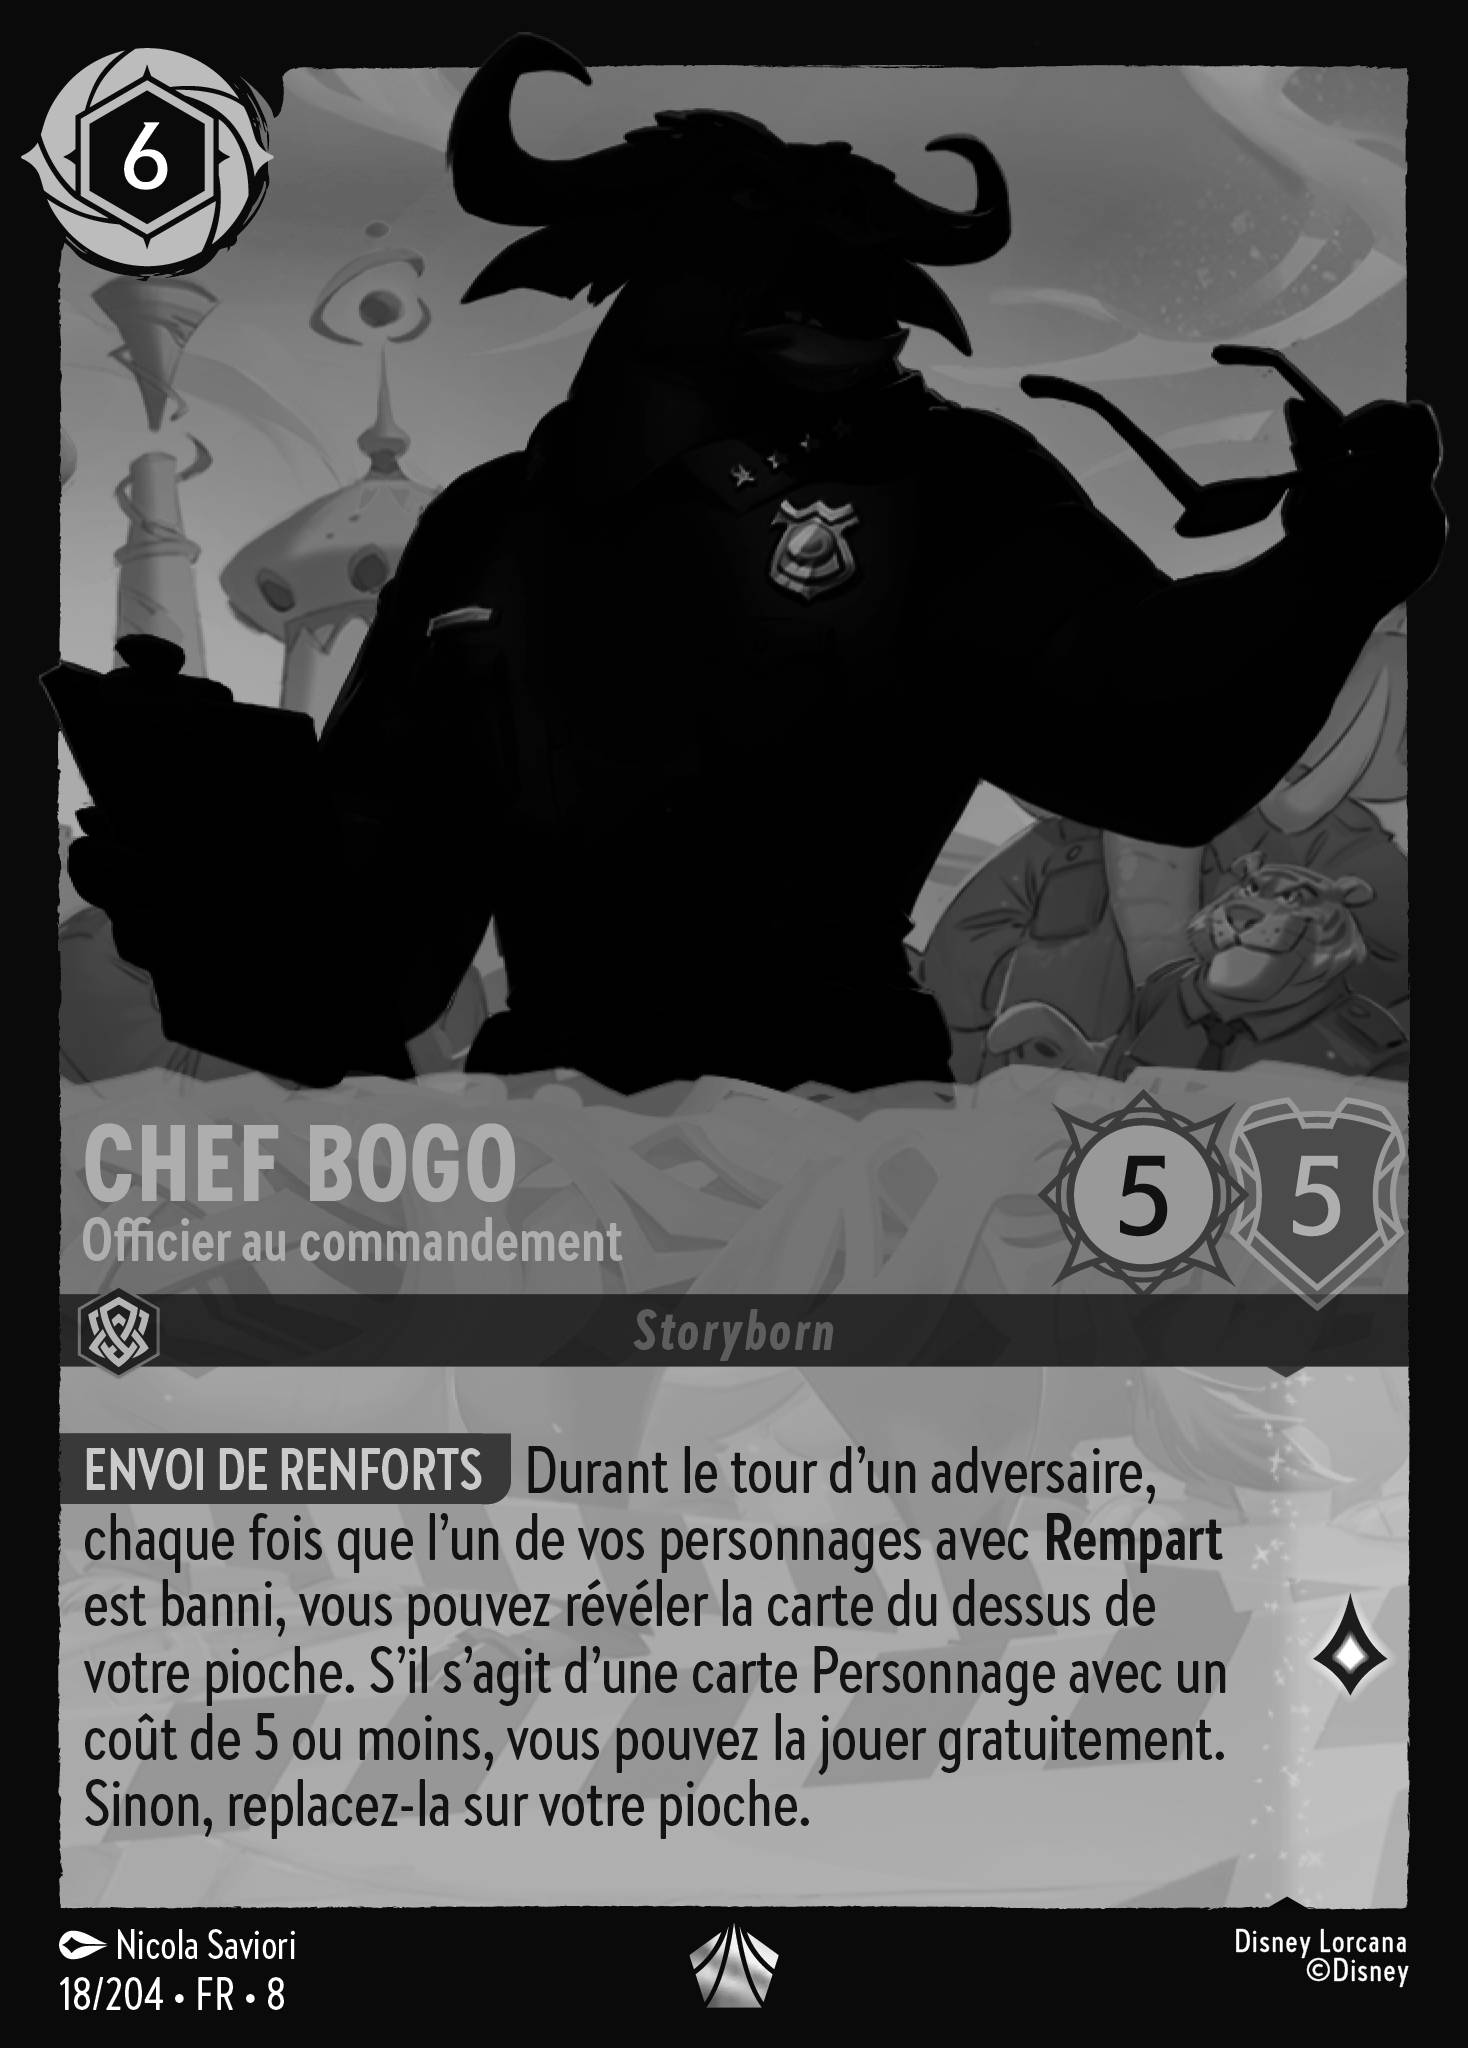 6
CHEF BOGO
Officier au commandement
5 5
Storyborn
ENVOI DE RENFORTS Durant le tour d’un adversaire,
chaque fois que l’un de vos personnages avec Rempart
est banni, vous pouvez révéler la carte du dessus de
votre pioche. S’il s’agit d’une carte Personnage avec un
coût de 5 ou moins, vous pouvez la jouer gratuitement.
Sinon, replacez-la sur votre pioche.
Nicola Saviori
18/204 • FR • 8
Disney Lorcana
©Disney